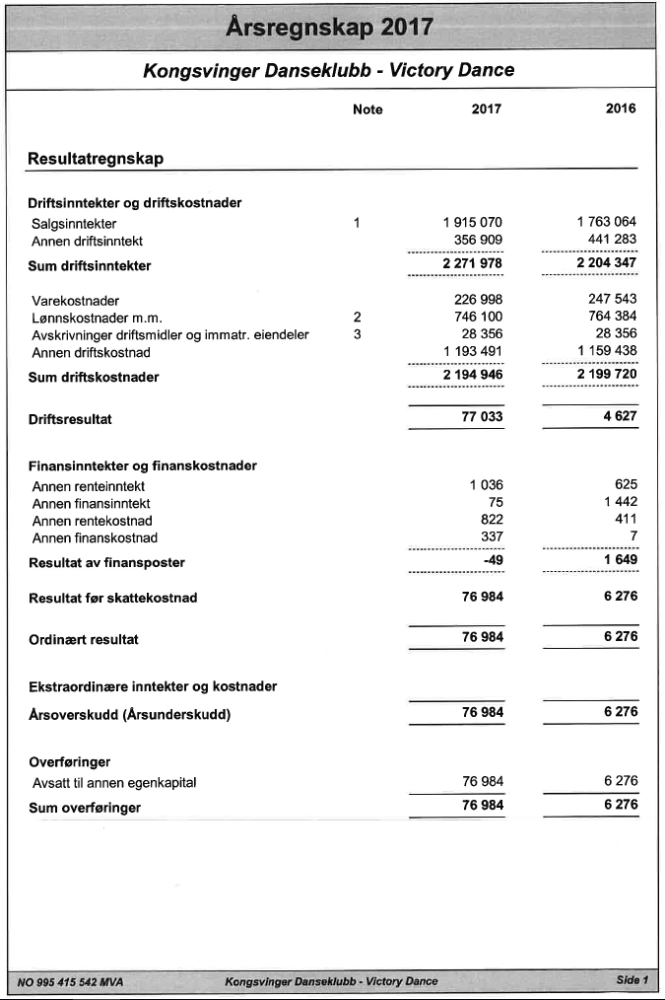 Årsregnskap 2017
Kongsvinger Danseklubb - Victory Dance
Note 2017 2016
Resultatregnskap
Driftsinntekter og driftskostnader
Salgsinntekter 1 1 915 070 1 763 064
Annen driftsinntekt 356 909 441 283
Sum driftsinntekter 2 271 978 2 204 347
Varekostnader 226 998 247 543
Lønnskostnader m.m. 2 746 100 764 384
Avskrivninger driftsmidler og immatr. eiendeler 3 28 356 28 356
Annen driftskostnad 1 193 491 1 159 438
Sum driftskostnader 2 194 946 2 199 720
Driftsresultat 77 033 4 627
Finansinntekter og finanskostnader
Annen renteinntekt 1 036 625
Annen finansinntekt 75 1 442
Annen rentekostnad 822 411
Annen finanskostnad 337 7
Resultat av finansposter -49 1 649
Resultat før skattekostnad 76 984 6 276
Ordinært resultat 76 984 6 276
Ekstraordinære inntekter og kostnader
Årsoverskudd (Årsunderskudd) 76 984 6 276
Overføringer
Avsatt til annen egenkapital 76 984 6 276
Sum overføringer 76 984 6 276
NO 995 415 542 MVA Kongsvinger Danseklubb - Victory Dance Side 1